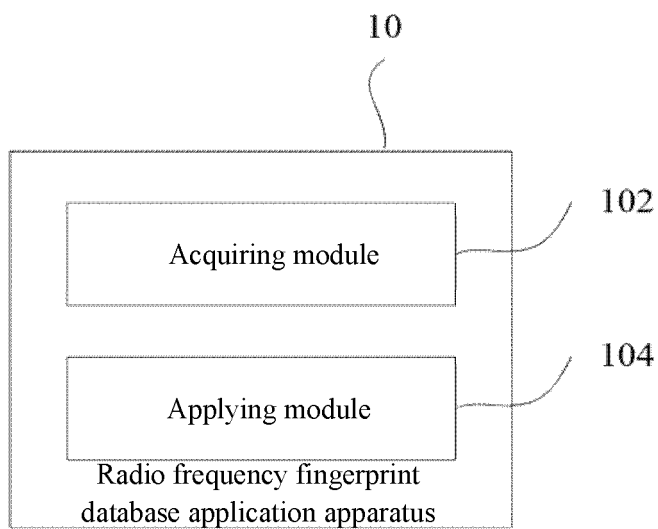 10
Acquiring module
102
Applying module
104
Radio frequency fingerprint
database application apparatus